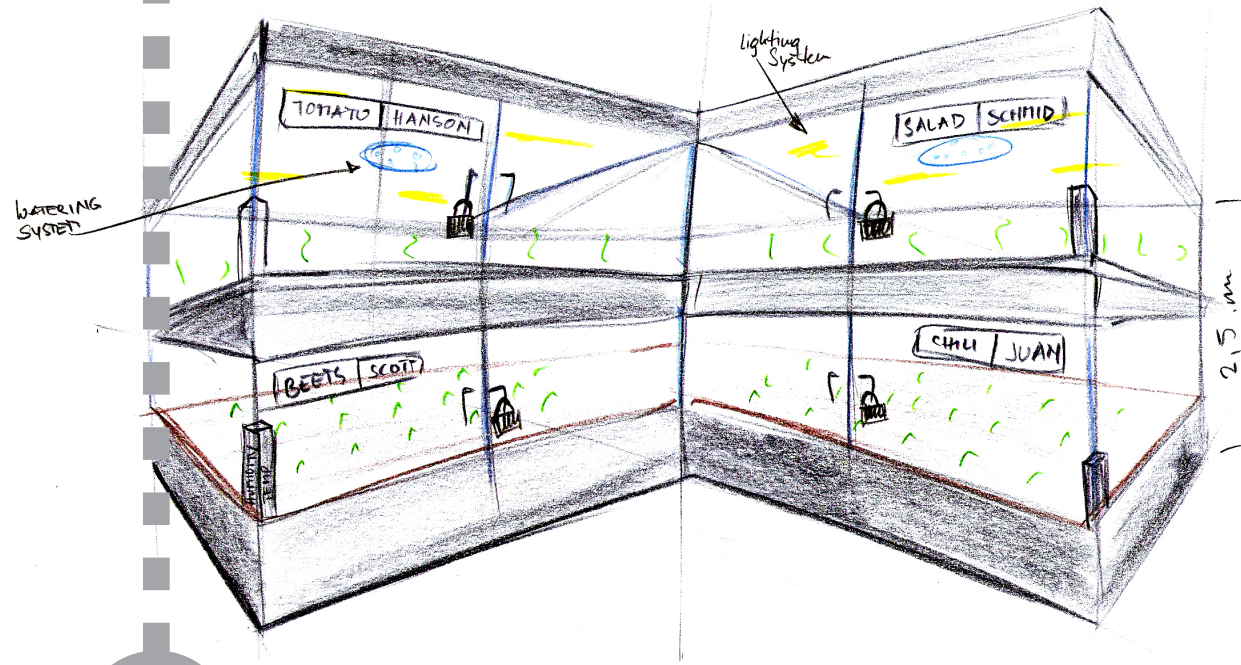 lighting
System
TOMATO HANSON
SALAD SCHMID
WATERING
SYSTEM
BEETS SCOTT
CHILI JUAN
2,5 m